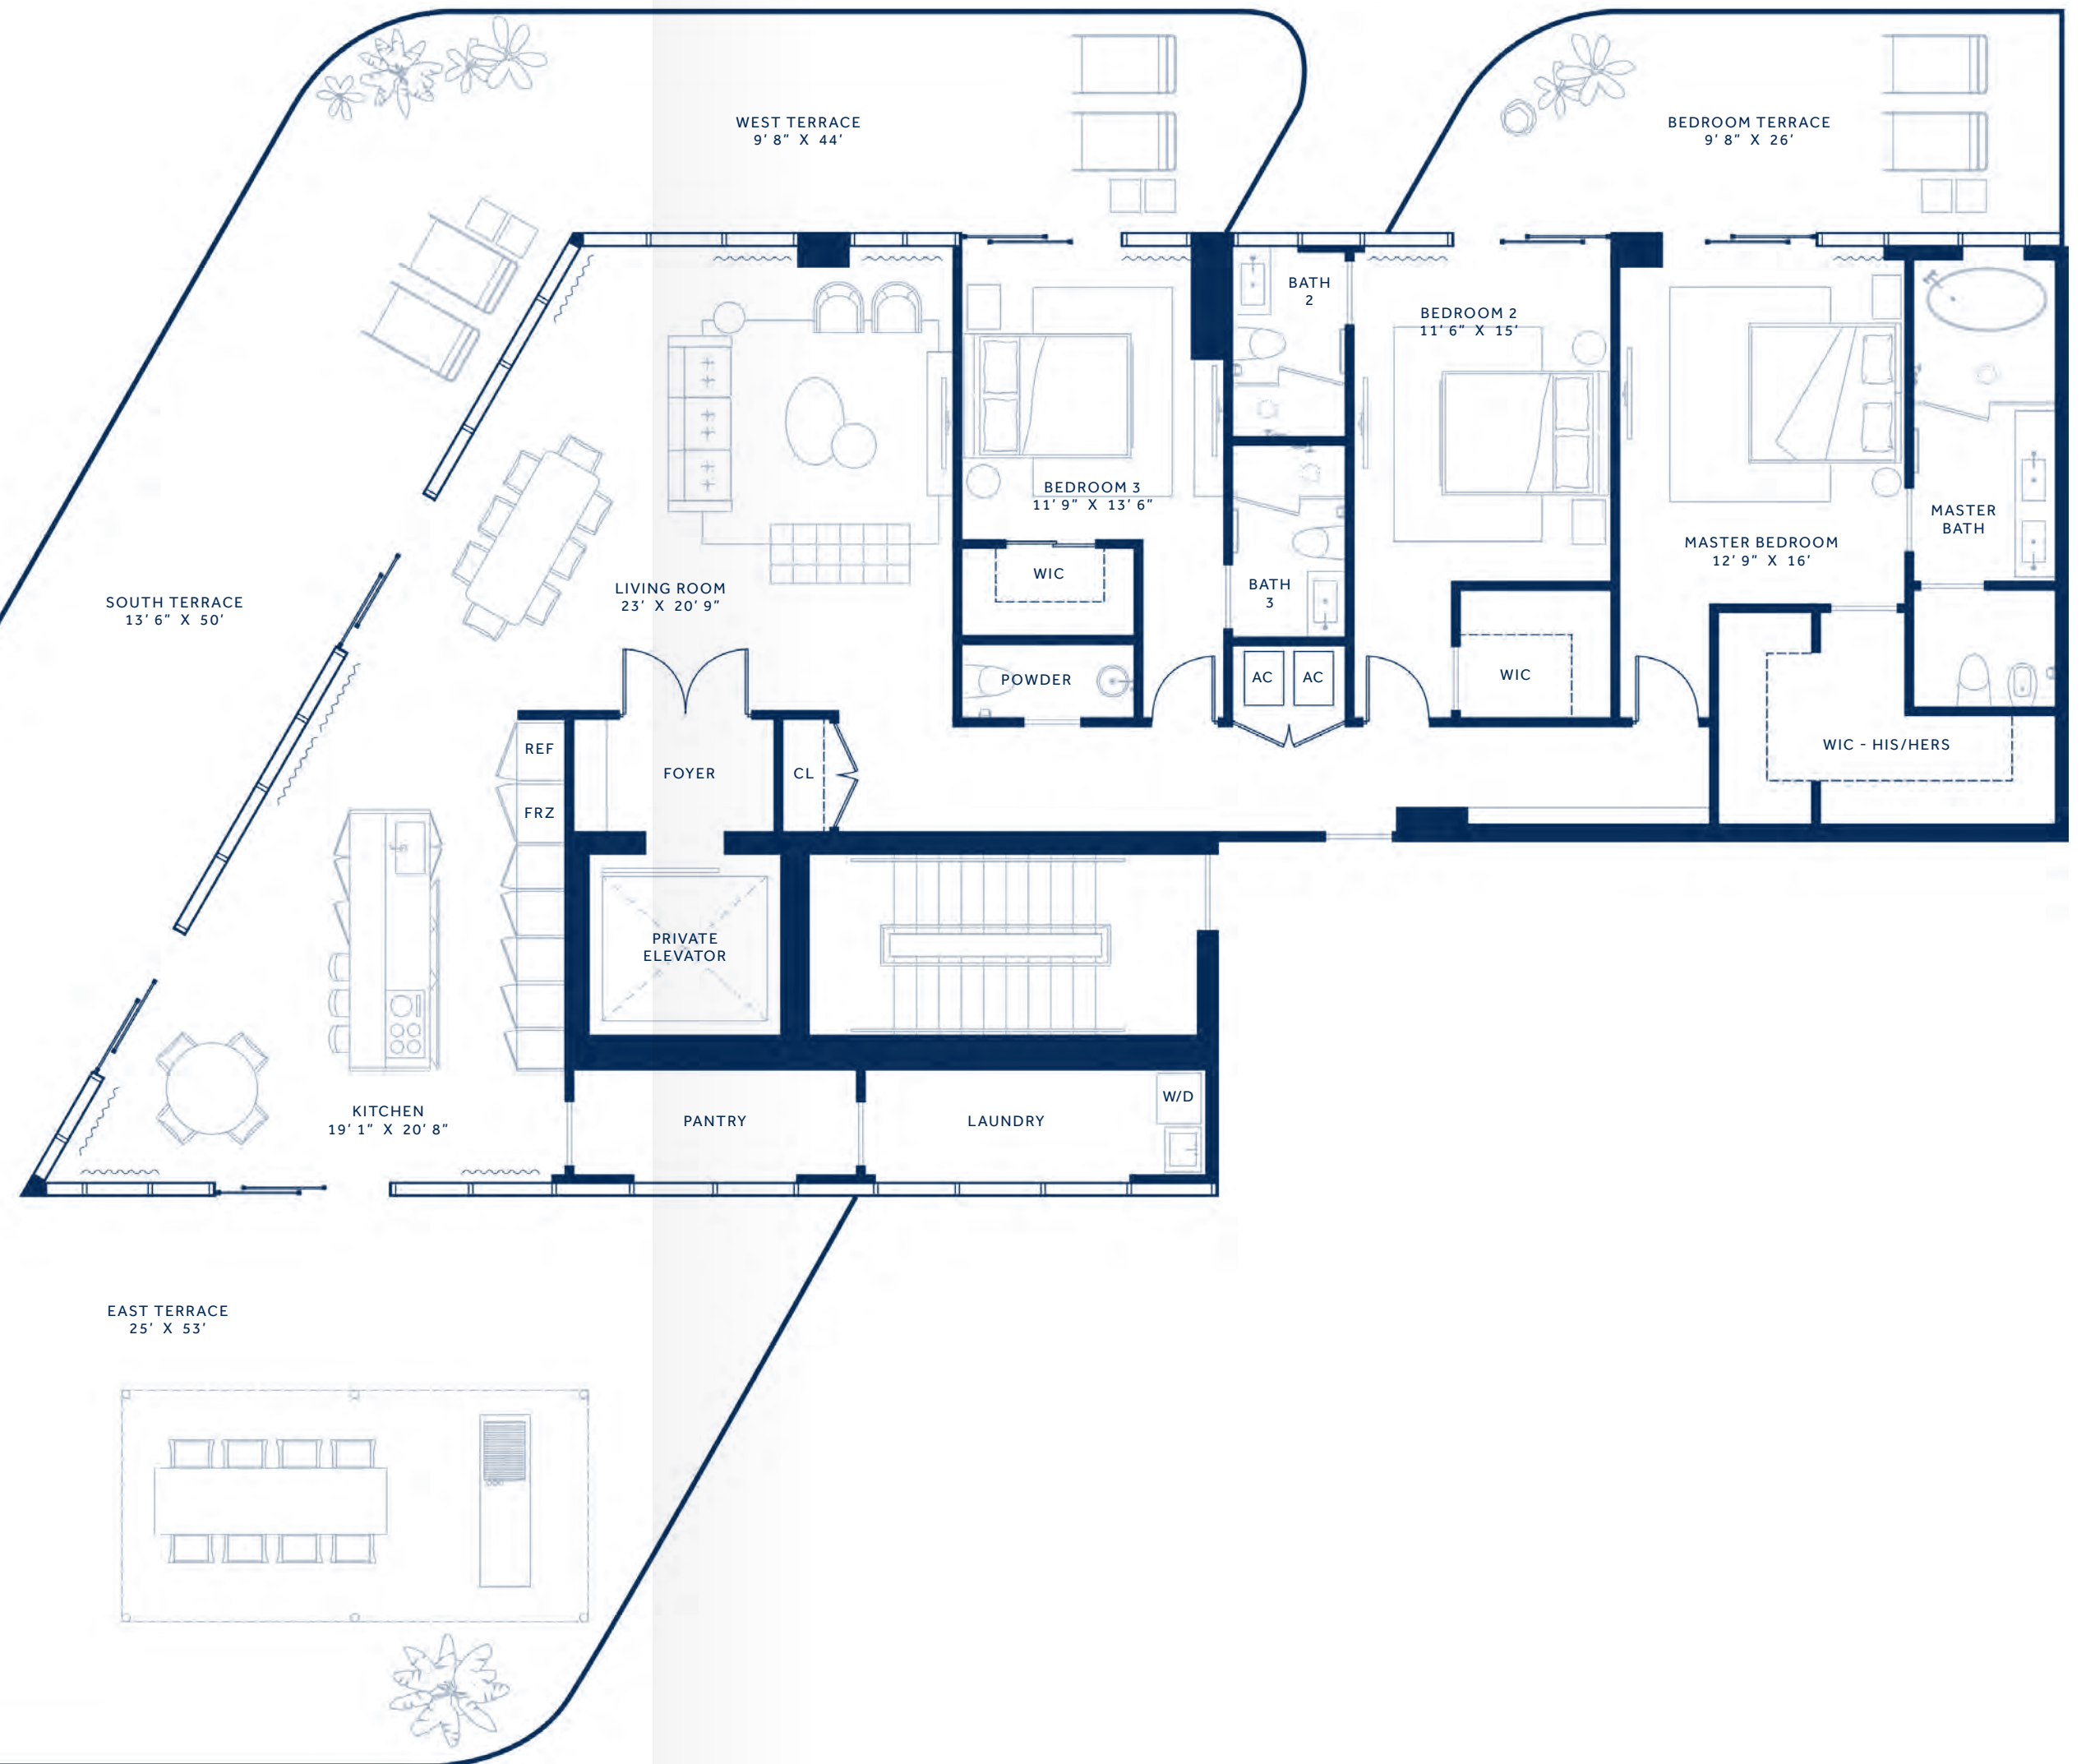 WEST TERRACE
9' 8" X 44'
BEDROOM TERRACE
9' 8" X 26'
BATH
2
BEDROOM 2
11' 6" X 15'
BEDROOM 3
11' 9" X 13' 6"
MASTER
BATH
MASTER BEDROOM
12' 9" X 16'
WIC
BATH
3
LIVING ROOM
23' X 20' 9"
SOUTH TERRACE
13' 6" X 50'
POWDER
AC
AC
WIC
REF
FOYER
CL
WIC - HIS/HERS
FRZ
PRIVATE
ELEVATOR
W/D
KITCHEN
19' 1" X 20' 8"
PANTRY
LAUNDRY
EAST TERRACE
25' X 53'